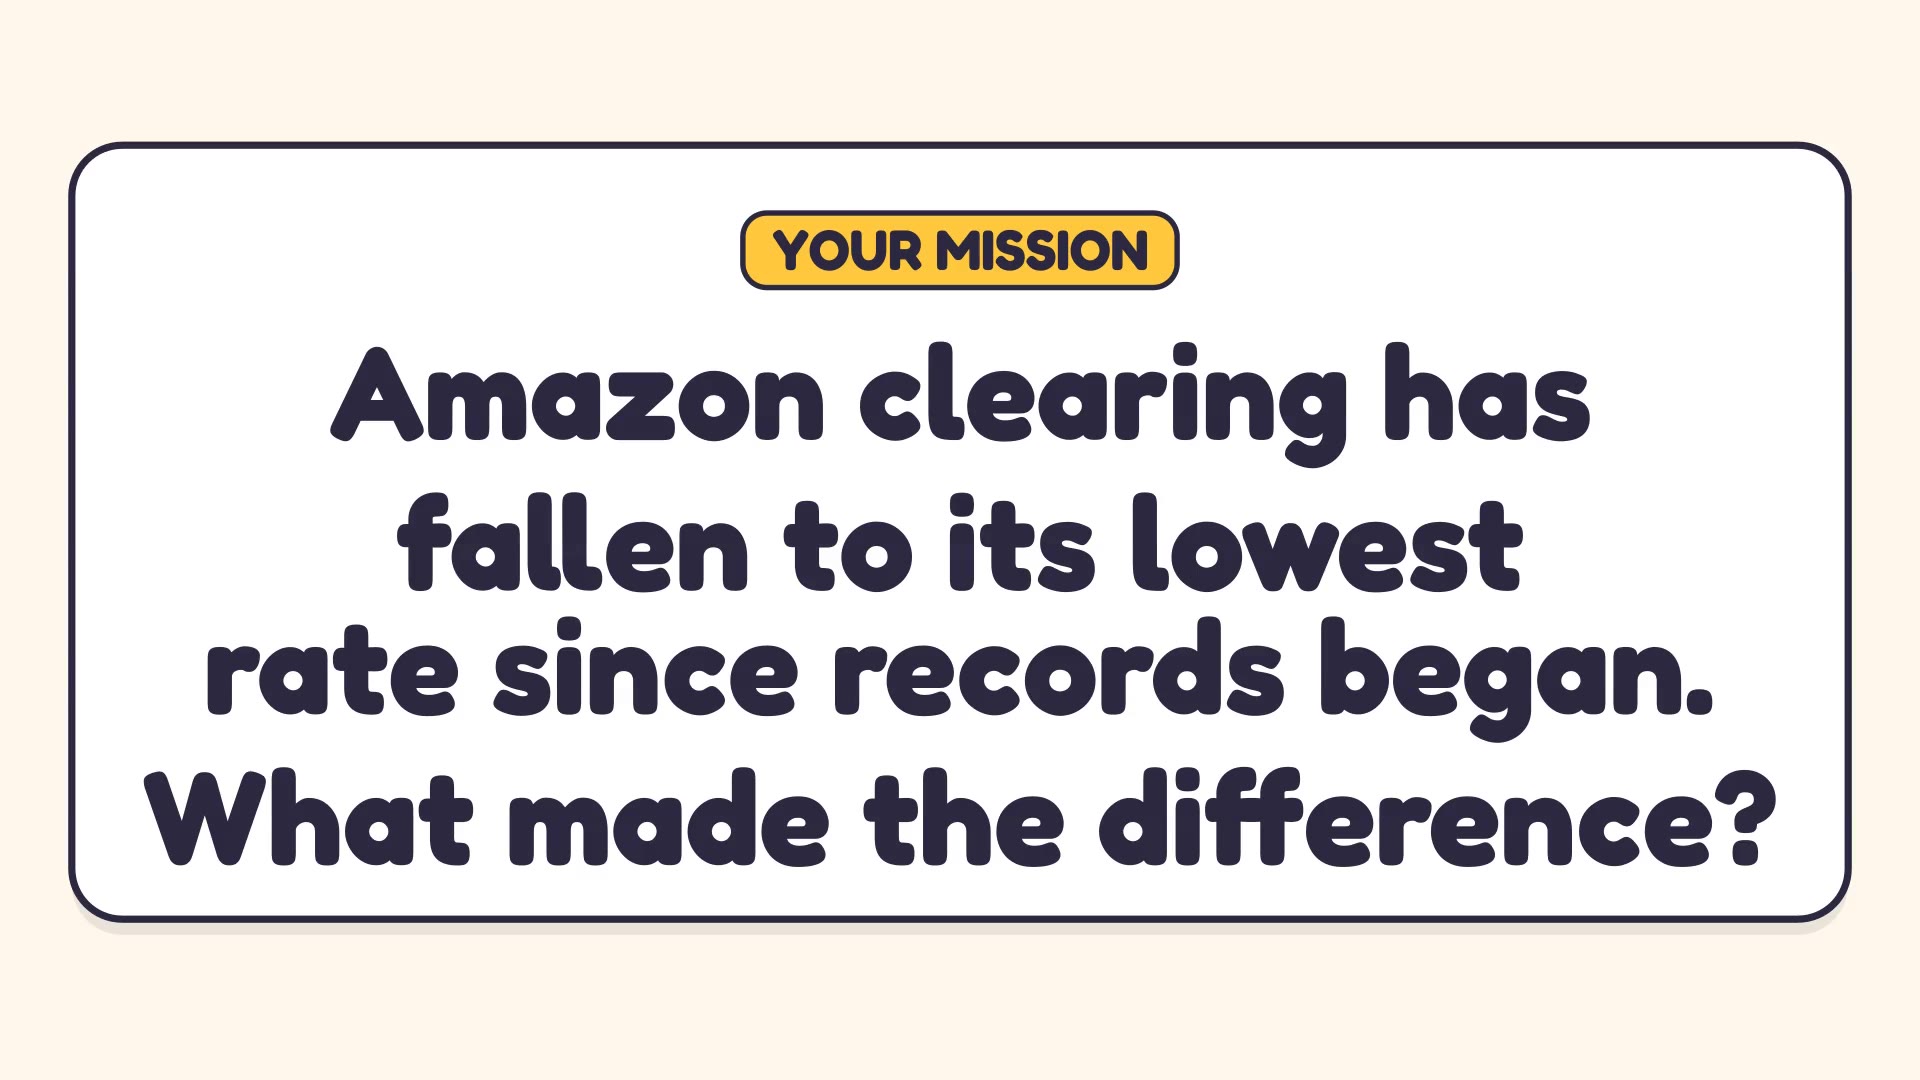 YOUR MISSION
Amazon clearing has
fallen to its lowest
rate since records began.
What made the difference?